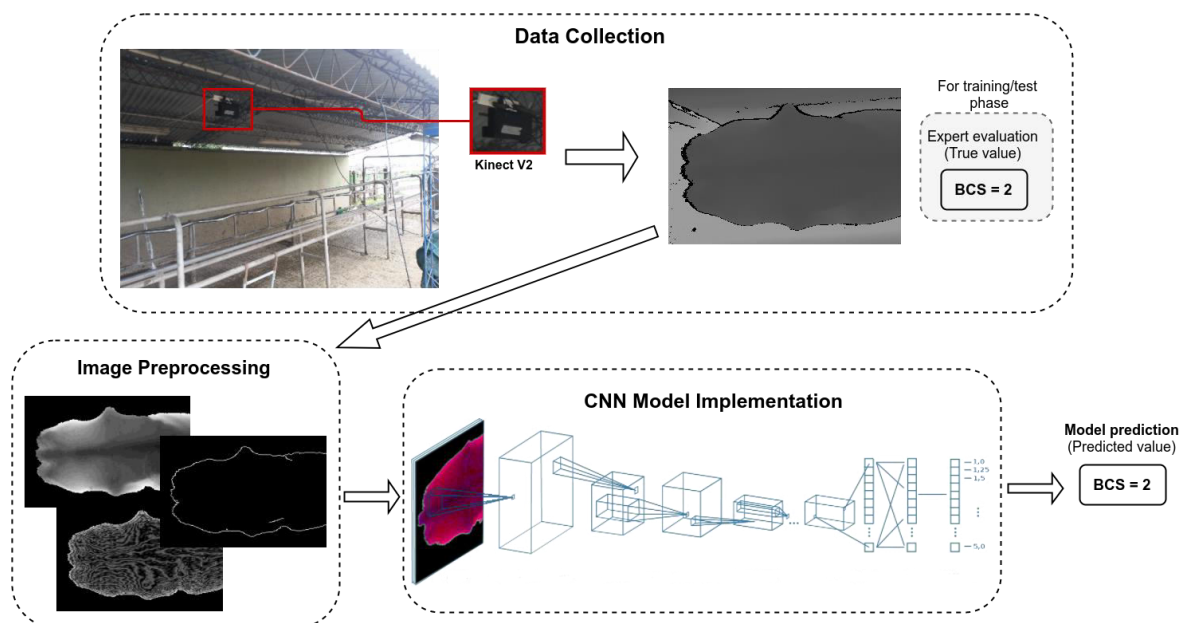 Data Collection
Kinect V2
For training/test
phase
Expert evaluation
(True value)
BCS = 2
Image Preprocessing
CNN Model Implementation
1,0
1,25
1,5
5,0
Model prediction
(Predicted value)
BCS = 2